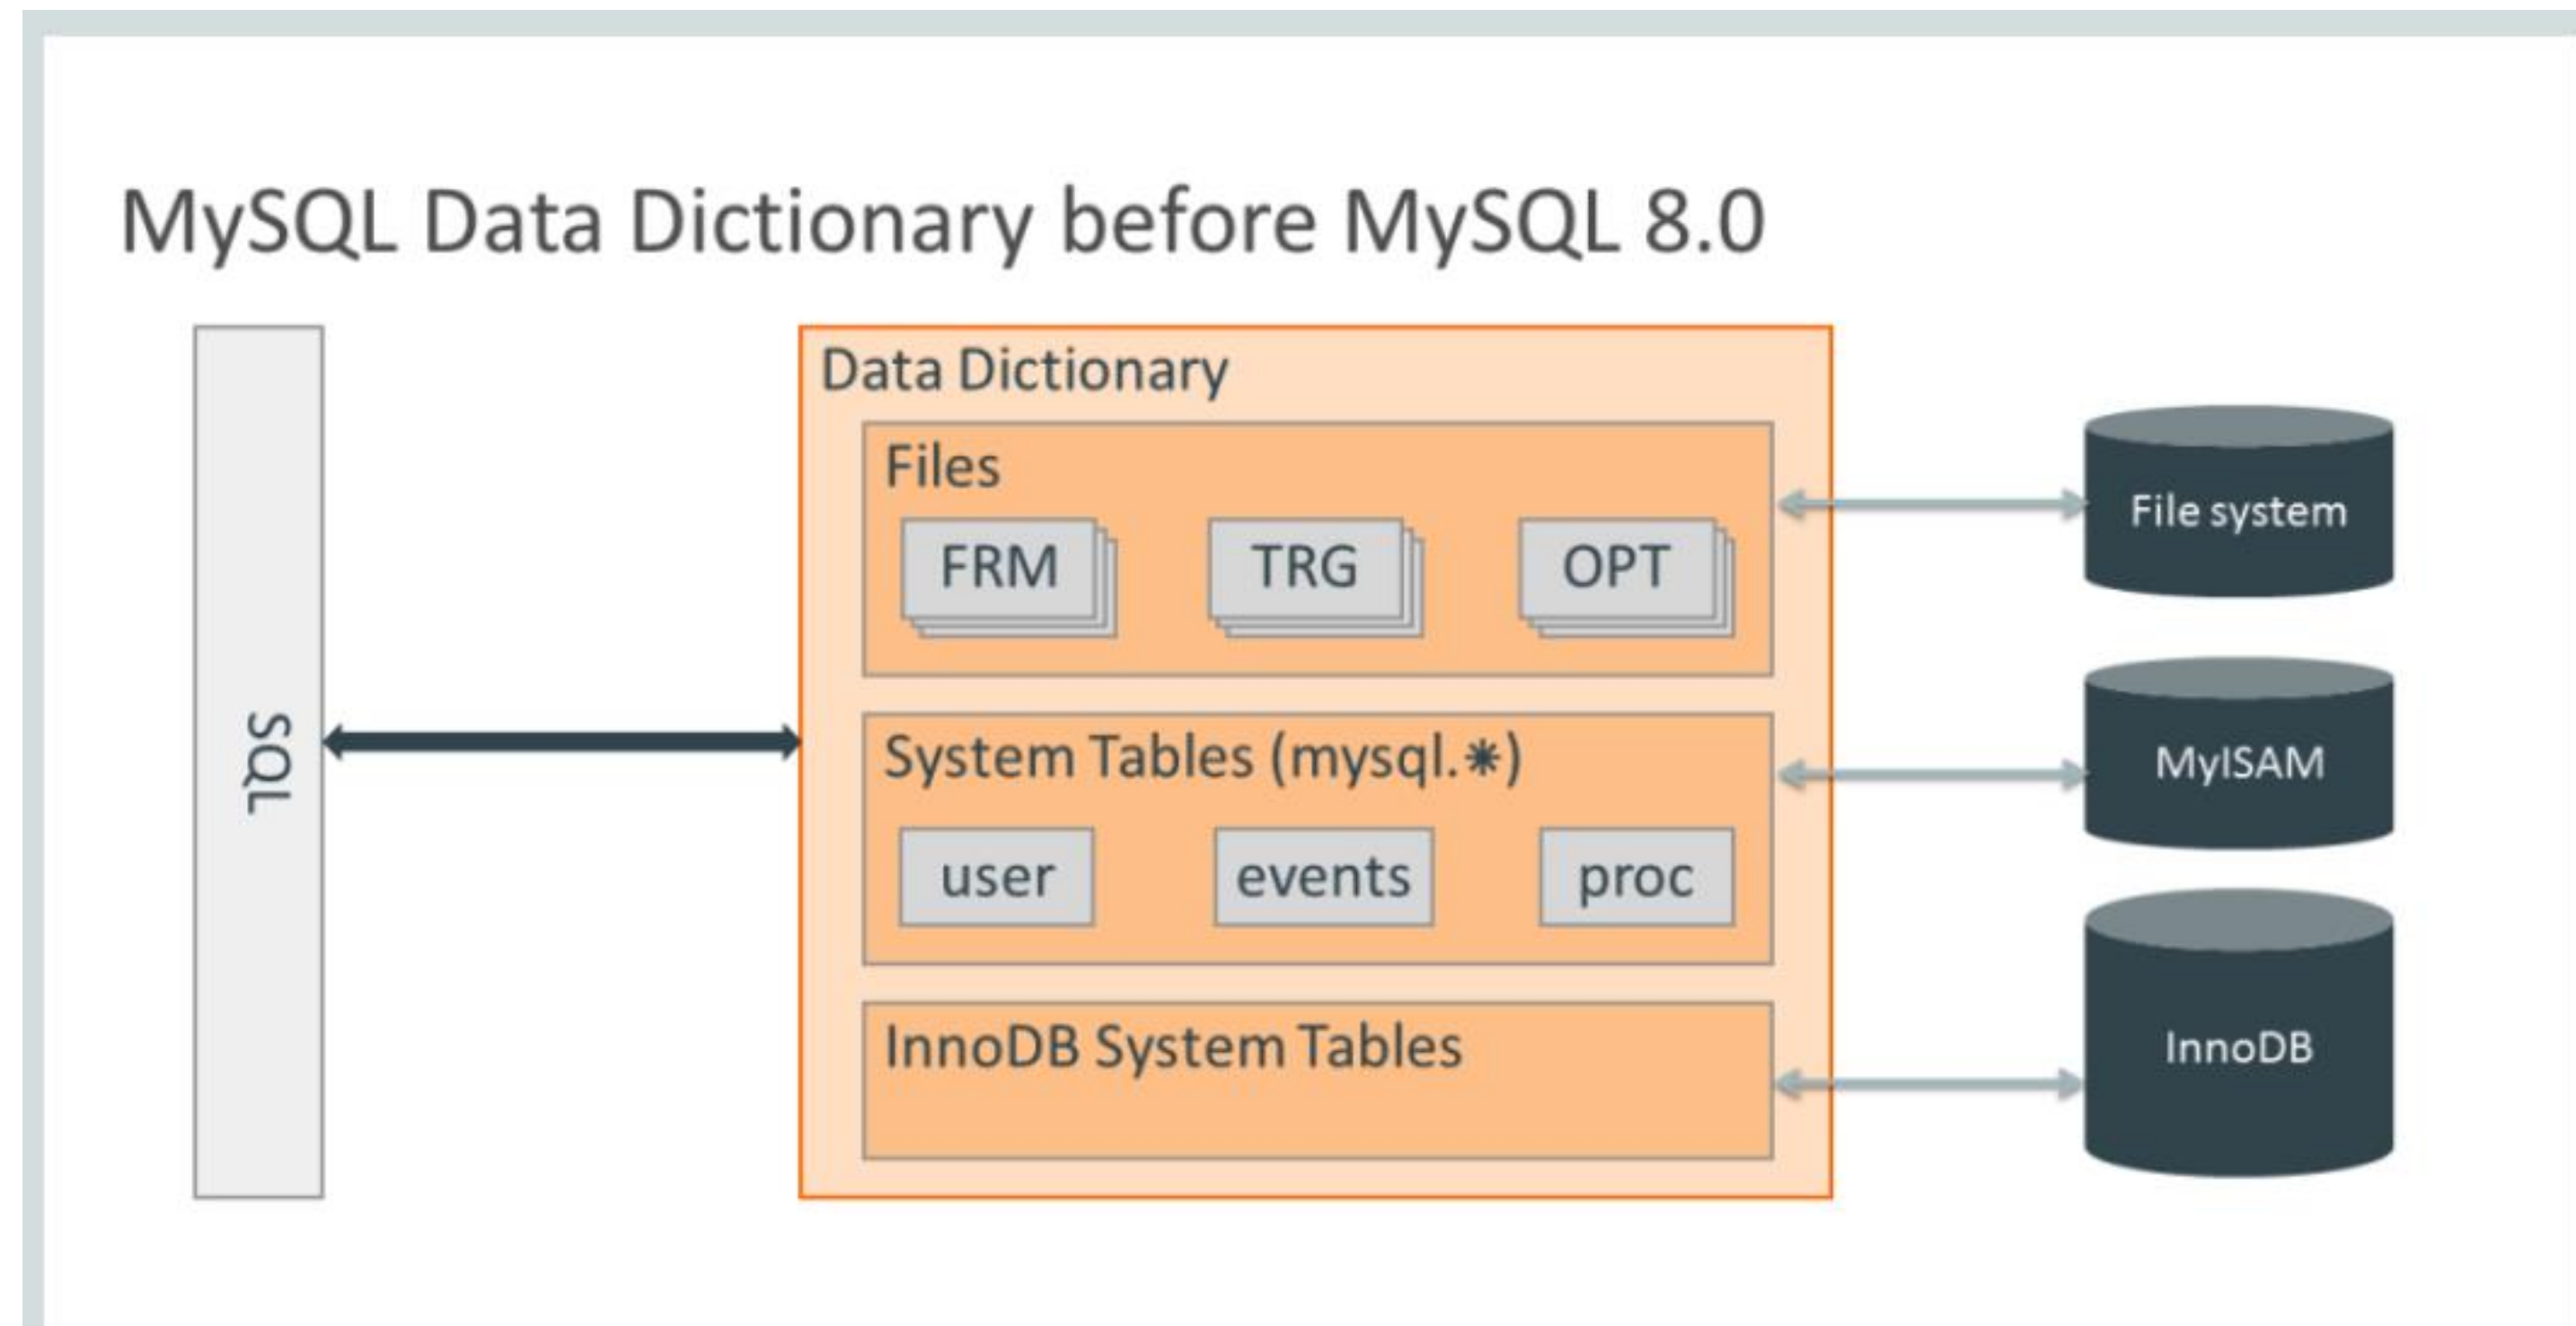 MySQL Data Dictionary before MySQL 8.0
SQL
Data Dictionary
Files
FRM
TRG
OPT
System Tables (mysql.*)
user
events
proc
InnoDB System Tables
File system
MyISAM
InnoDB